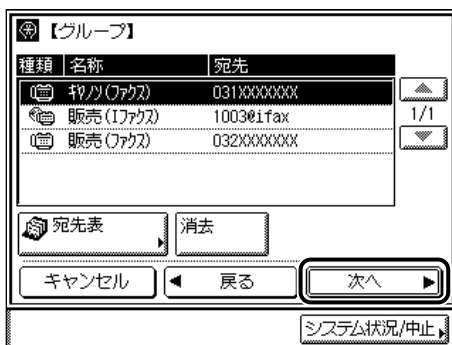 【グループ】
種類 名称 宛先
ｷﾔﾉﾝ(ﾌｧｸｽ) 031XXXXXXX
販売(Iﾌｧｸｽ) 1003@ifax
販売(ﾌｧｸｽ) 032XXXXXXX
1/1
宛先表 消去
キャンセル 戻る 次へ
システム状況/中止